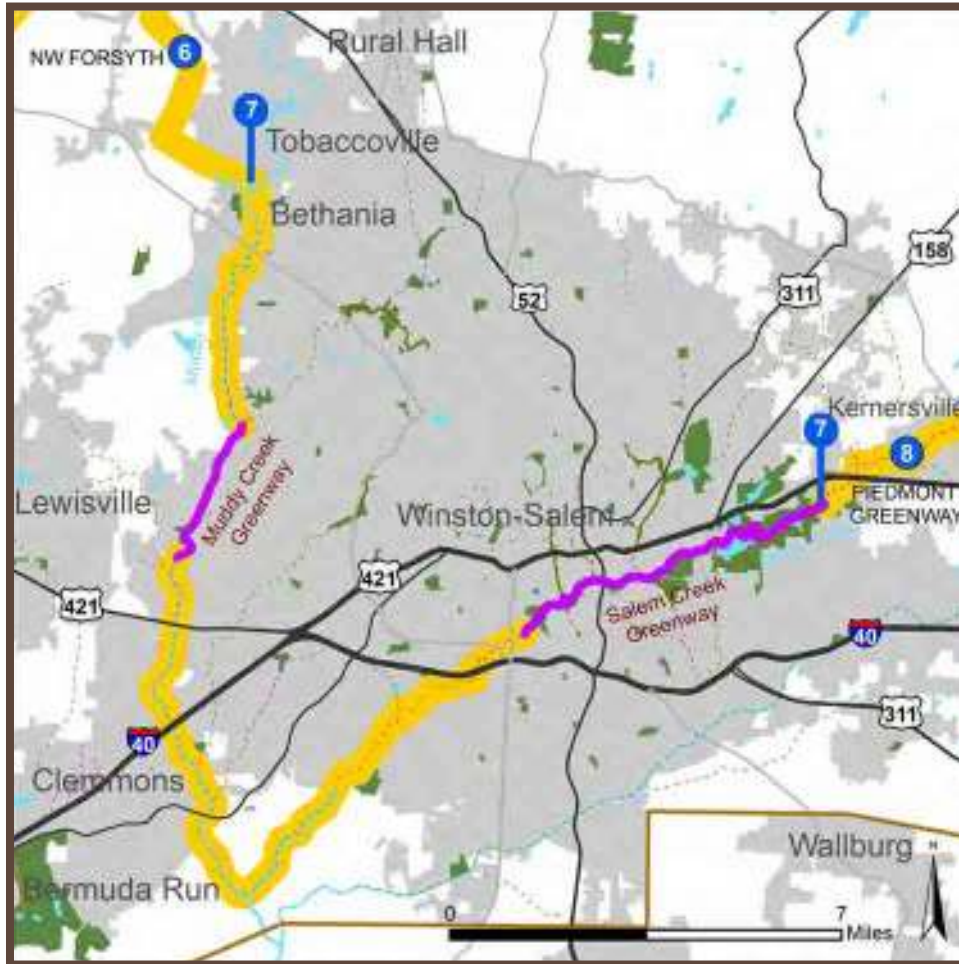 Rural Hall
NW FORSYTH
6
7
Tobaccoville
Bethania
158
311
52
Kernersville
7
8
Muddy Creek
Greenway
Lewisville
PIEDMONT
GREENWAY
Winston-Salem
421
421
Salem Creek
Greenway
40
311
40
Clemmons
Wallburg
N
Bermuda Run
0
7
Miles